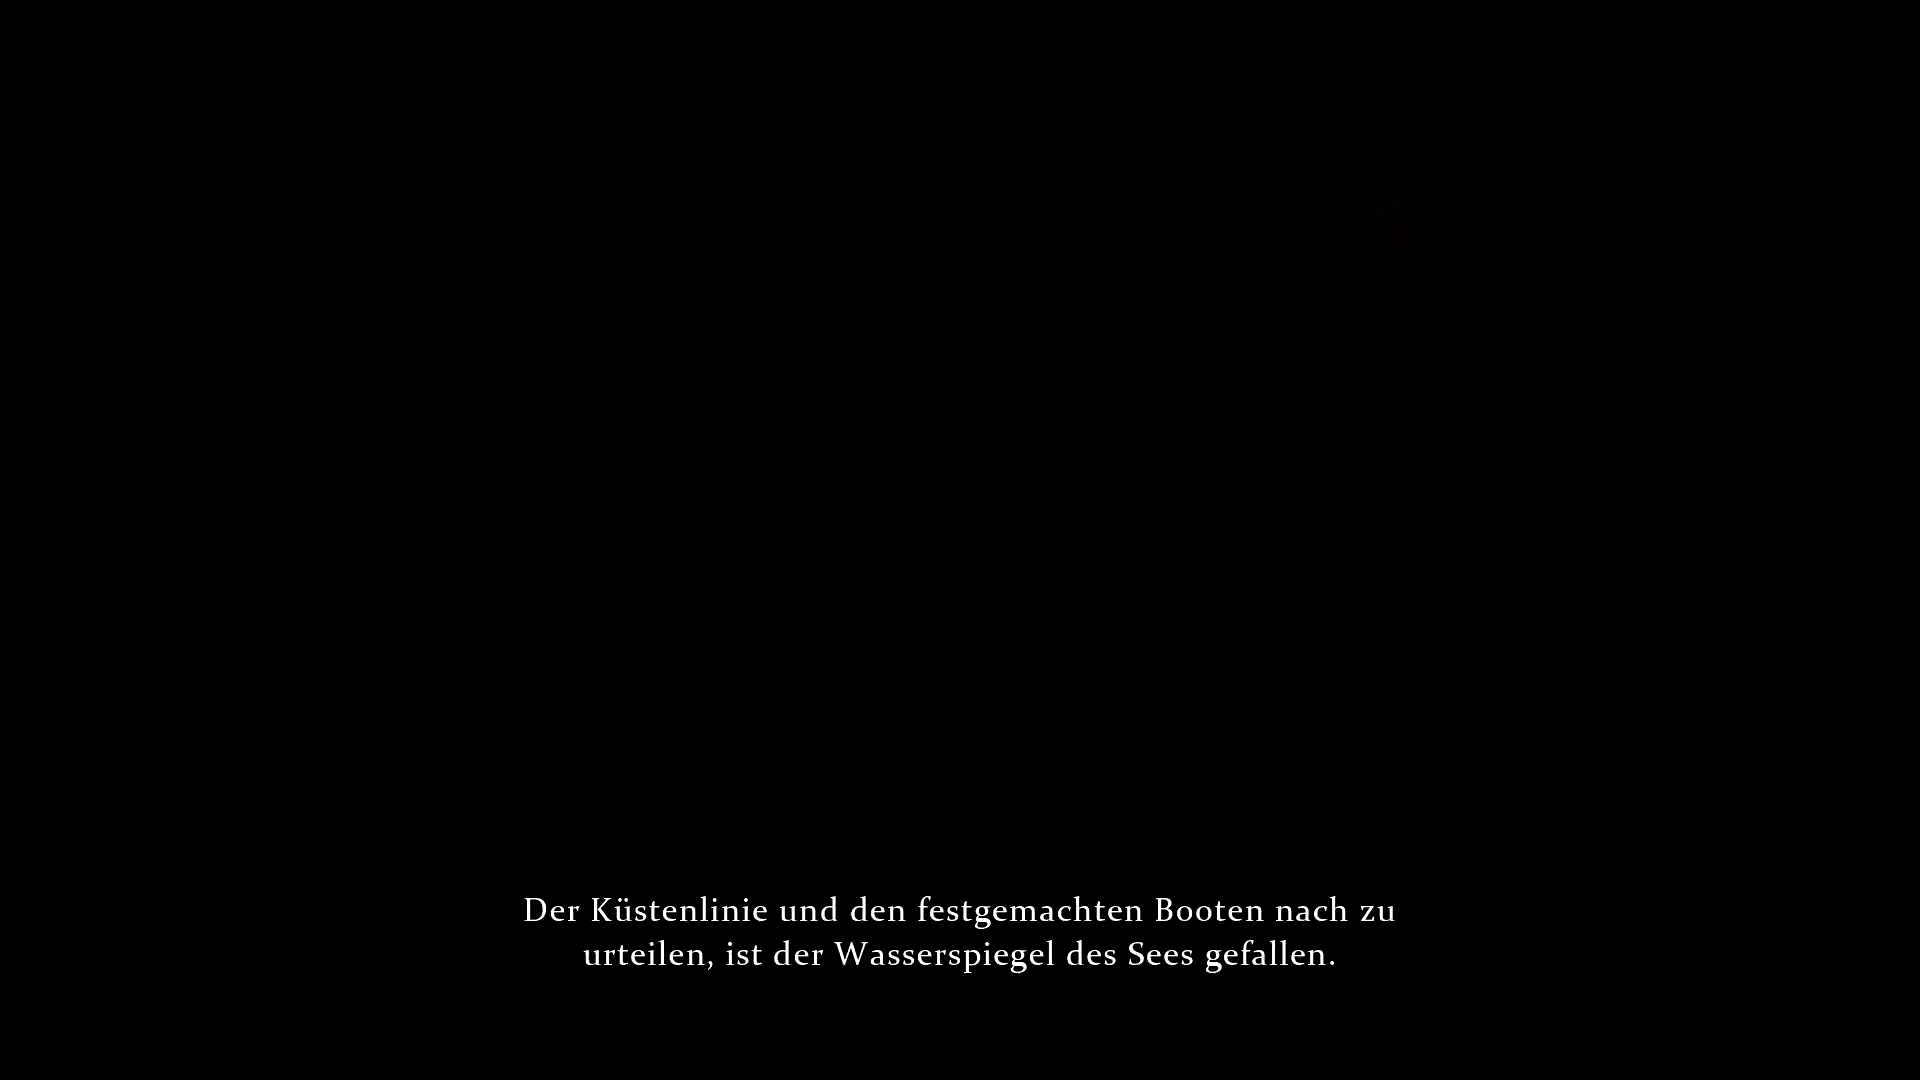 Der Küstenlinie und den festgemachten Booten nach zu
urteilen, ist der Wasserspiegel des Sees gefallen.